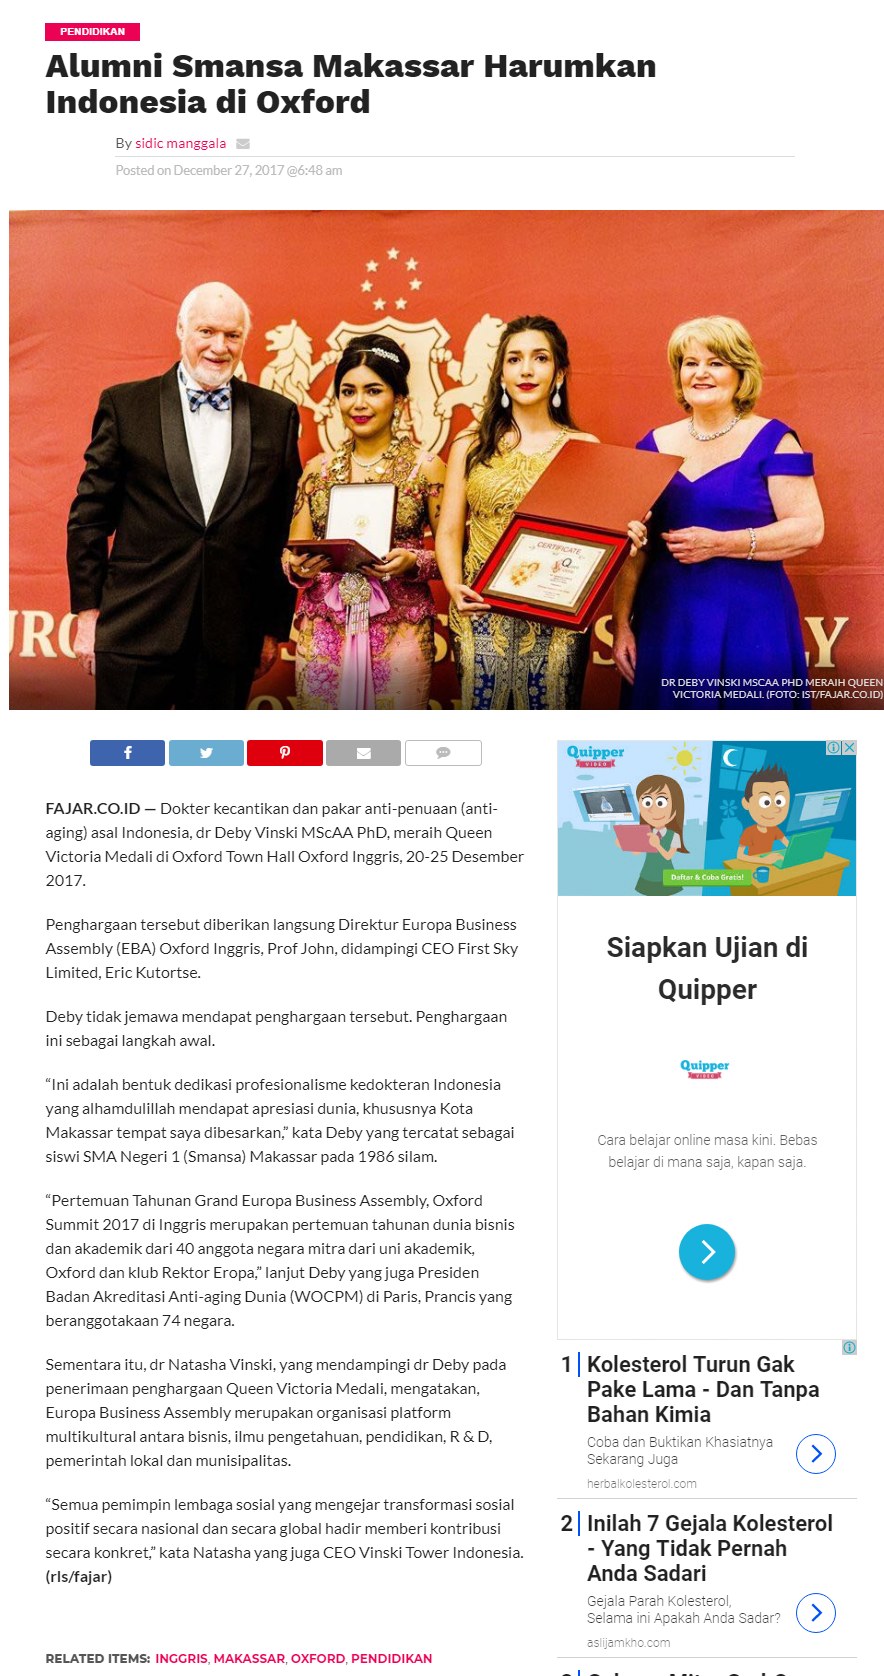 PENDIDIKAN
Alumni Smansa Makassar Harumkan
Indonesia di Oxford
By sidic manggala
Posted on December 27, 2017 @6:48 am
CERTIFICATE
DR DEBY VINSKI MSCAA PHD MERAIH QUEEN
VICTORIA MEDALI. (FOTO: IST/FAJAR.CO.ID)
FAJAR.CO.ID — Dokter kecantikan dan pakar anti-penuaan (anti-
aging) asal Indonesia, dr Deby Vinski MScAA PhD, meraih Queen
Victoria Medali di Oxford Town Hall Oxford Inggris, 20-25 Desember
2017.
Penghargaan tersebut diberikan langsung Direktur Europa Business
Assembly (EBA) Oxford Inggris, Prof John, didampingi CEO First Sky
Limited, Eric Kutortse.
Deby tidak jemawa mendapat penghargaan tersebut. Penghargaan
ini sebagai langkah awal.
“Ini adalah bentuk dedikasi profesionalisme kedokteran Indonesia
yang alhamdulillah mendapat apresiasi dunia, khususnya Kota
Makassar tempat saya dibesarkan,” kata Deby yang tercatat sebagai
siswi SMA Negeri 1 (Smansa) Makassar pada 1986 silam.
“Pertemuan Tahunan Grand Europa Business Assembly, Oxford
Summit 2017 di Inggris merupakan pertemuan tahunan dunia bisnis
dan akademik dari 40 anggota negara mitra dari uni akademik,
Oxford dan klub Rektor Eropa,” lanjut Deby yang juga Presiden
Badan Akreditasi Anti-aging Dunia (WOCPM) di Paris, Prancis yang
beranggotakaan 74 negara.
Sementara itu, dr Natasha Vinski, yang mendampingi dr Deby pada
penerimaan penghargaan Queen Victoria Medali, mengatakan,
Europa Business Assembly merupakan organisasi platform
multikultural antara bisnis, ilmu pengetahuan, pendidikan, R & D,
pemerintah lokal dan munisipalitas.
“Semua pemimpin lembaga sosial yang mengejar transformasi sosial
positif secara nasional dan secara global hadir memberi kontribusi
secara konkret,” kata Natasha yang juga CEO Vinski Tower Indonesia.
(rls/fajar)
RELATED ITEMS: INGGRIS, MAKASSAR, OXFORD, PENDIDIKAN
Quipper
VIDEO
Daftar & Coba Gratis!
Siapkan Ujian di
Quipper
Quipper
VIDEO
Cara belajar online masa kini. Bebas
belajar di mana saja, kapan saja.
1 Kolesterol Turun Gak
Pake Lama - Dan Tanpa
Bahan Kimia
Coba dan Buktikan Khasiatnya
Sekarang Juga
herbalkolesterol.com
2 Inilah 7 Gejala Kolesterol
- Yang Tidak Pernah
Anda Sadari
Gejala Parah Kolesterol,
Selama ini Apakah Anda Sadar?
aslijamkho.com